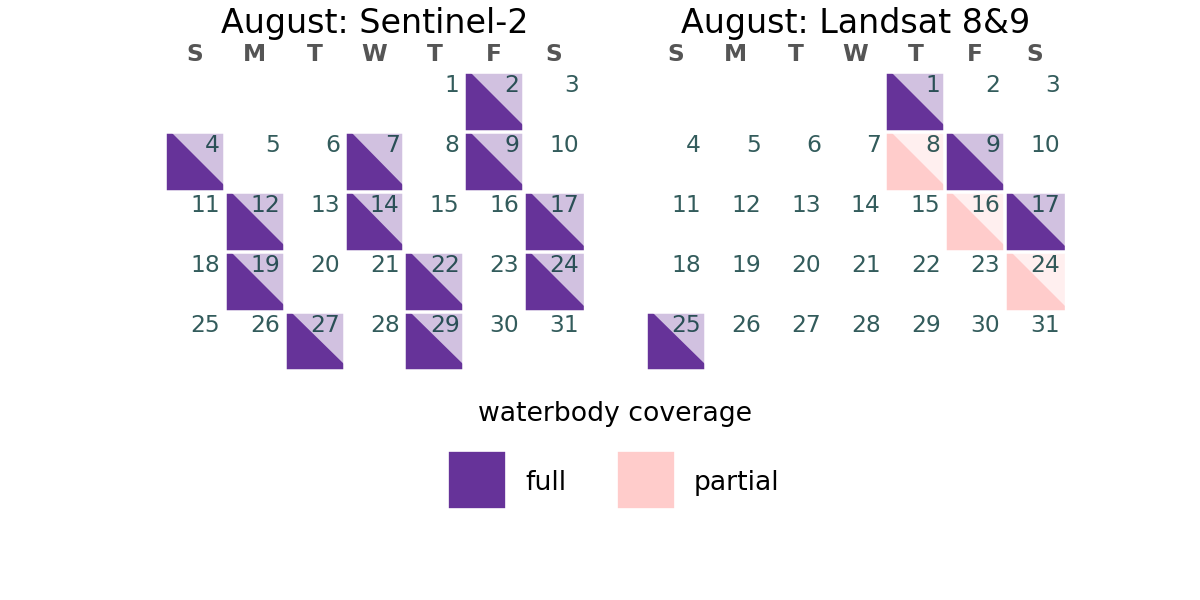 August: Sentinel-2
S M T W T F S
1 2 3
4 5 6 7 8 9 10
11 12 13 14 15 16 17
18 19 20 21 22 23 24
25 26 27 28 29 30 31
August: Landsat 8&9
S M T W T F S
1 2 3
4 5 6 7 8 9 10
11 12 13 14 15 16 17
18 19 20 21 22 23 24
25 26 27 28 29 30 31
waterbody coverage
full
partial